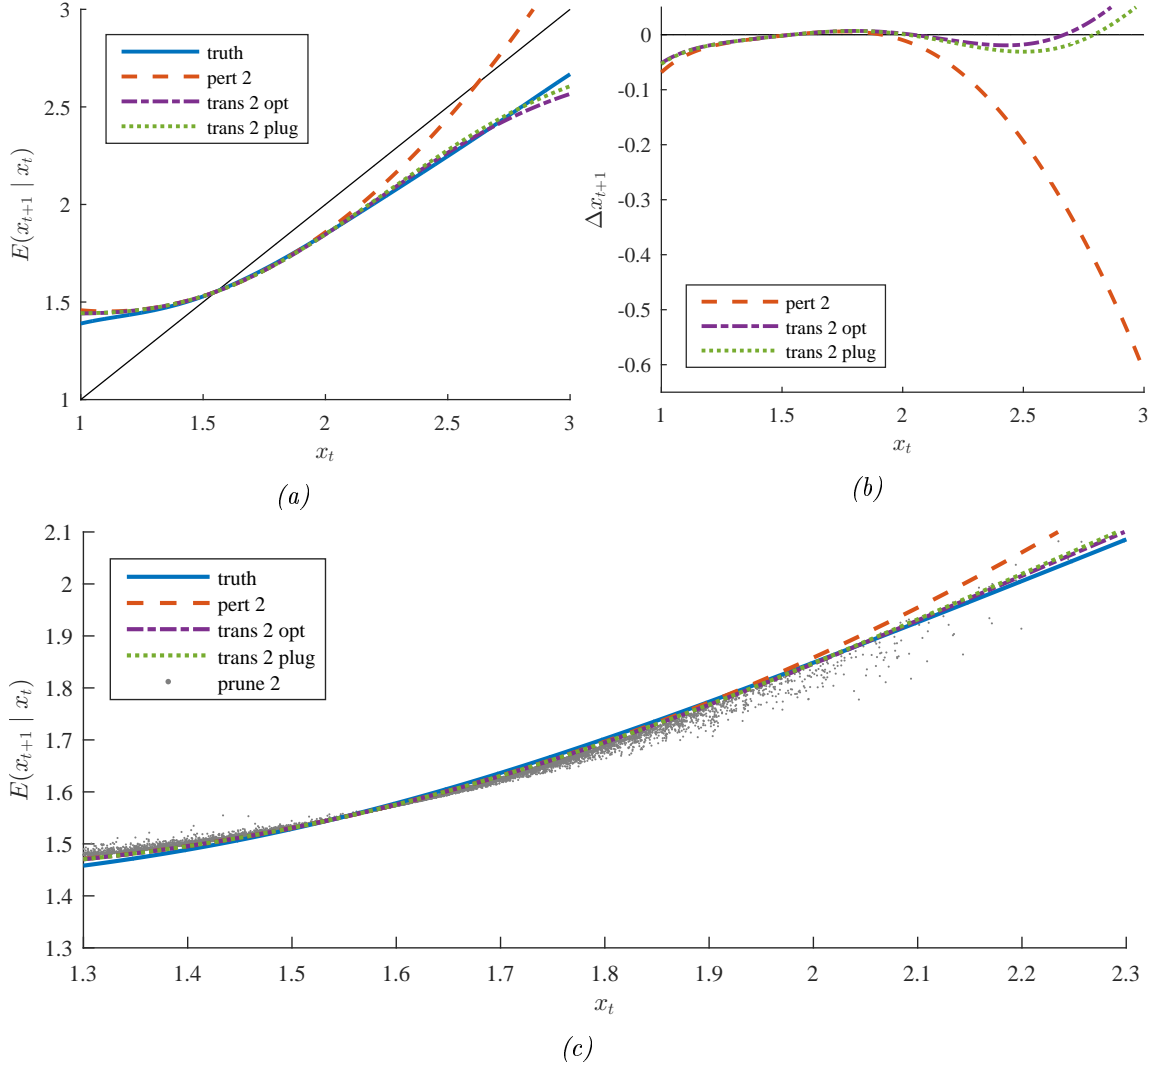 3
2.5
2
1.5
1
1
1.5
2
2.5
3
E(x_{t+1} | x_t)
x_t
truth
pert 2
trans 2 opt
trans 2 plug
(a)
0
-0.1
-0.2
-0.3
-0.4
-0.5
-0.6
1
1.5
2
2.5
3
Δx_{t+1}
x_t
pert 2
trans 2 opt
trans 2 plug
(b)
2.1
2
1.9
1.8
1.7
1.6
1.5
1.4
1.3
1.3
1.4
1.5
1.6
1.7
1.8
1.9
2
2.1
2.2
2.3
E(x_{t+1} | x_t)
x_t
truth
pert 2
trans 2 opt
trans 2 plug
prune 2
(c)